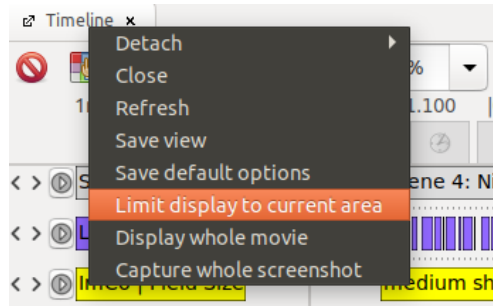 Timeline x
Detach
Close
%
Refresh
1.100
Save view
Save default options
ene 4: Ni
Limit display to current area
Display whole movie
Capture whole screenshot
medium sh